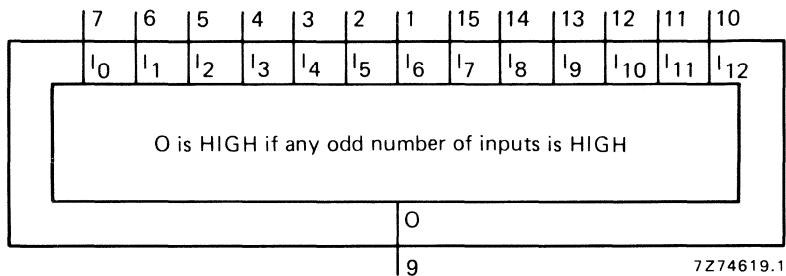 7 6 5 4 3 2 1 15 14 13 12 11 10
I0 I1 I2 I3 I4 I5 I6 I7 I8 I9 I10 I11 I12
O is HIGH if any odd number of inputs is HIGH
O
9
7Z74619.1